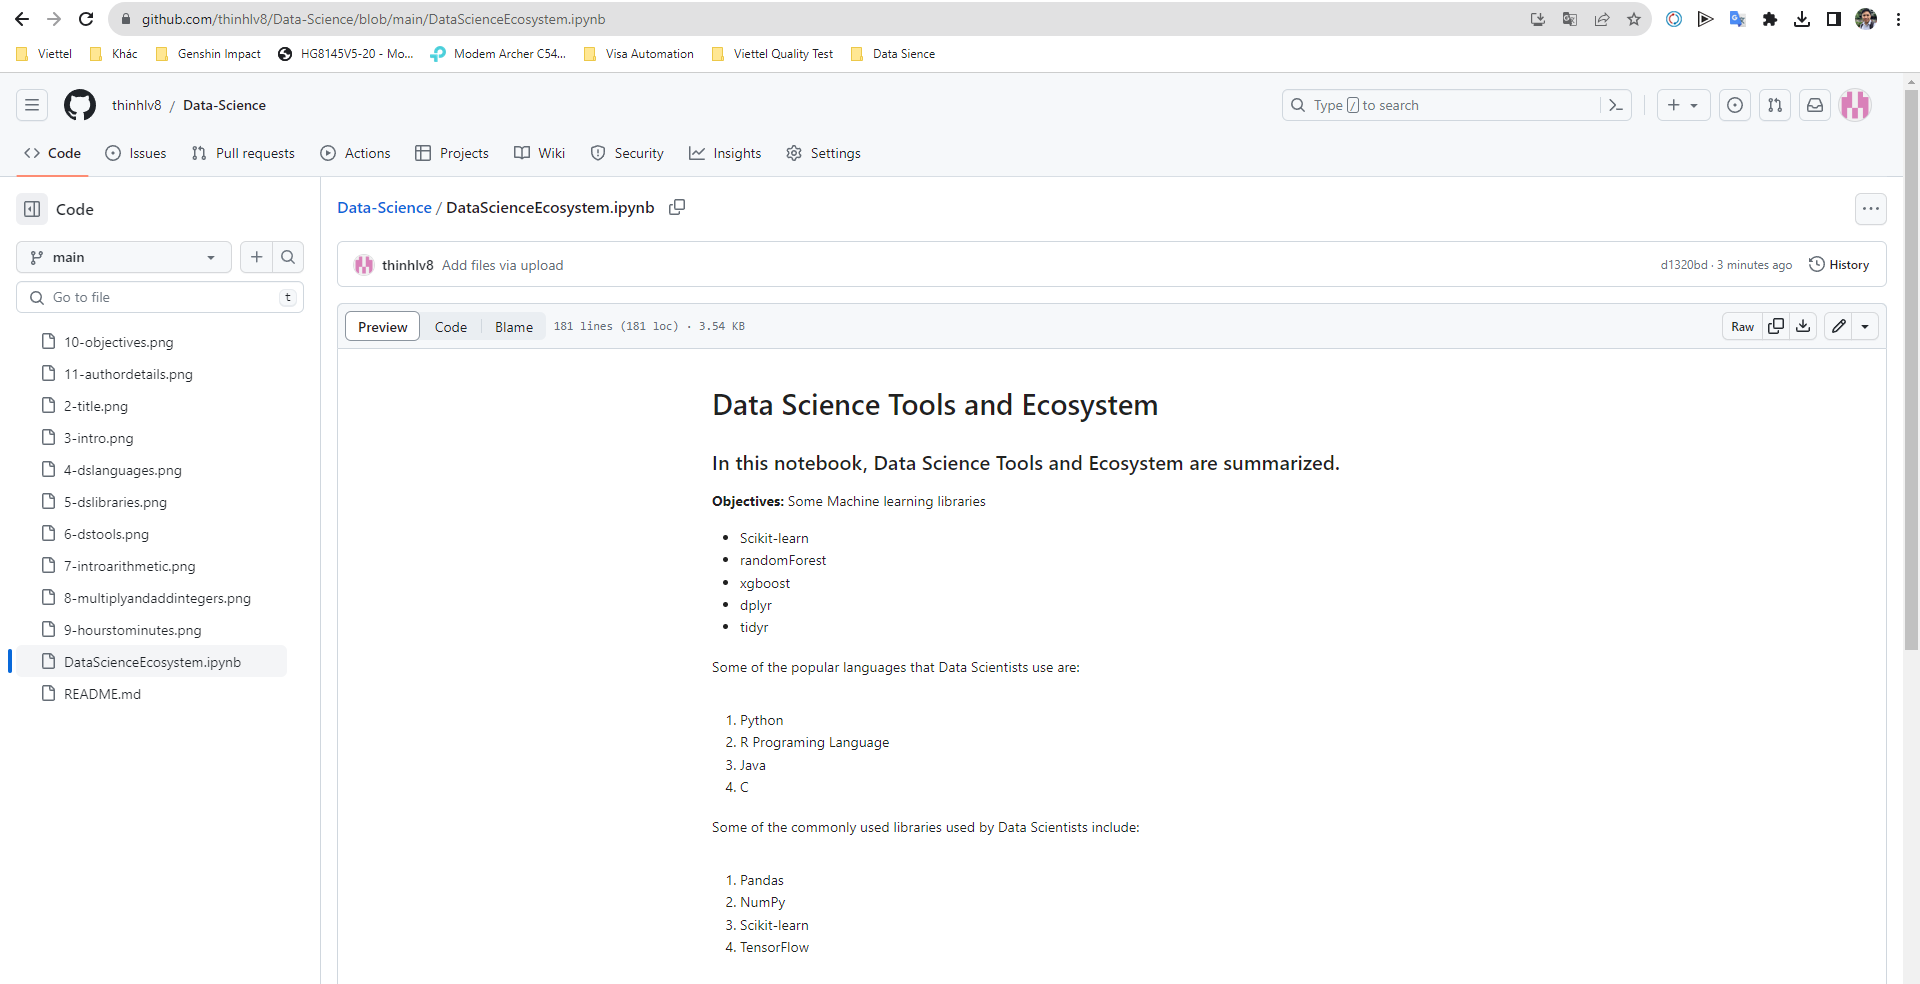 github.com/thinhlv8/Data-Science/blob/main/DataScienceEcosystem.ipynb
Viettel Khác Genshin Impact HG8145V5-20 - Mo... Modem Archer C54... Visa Automation Viettel Quality Test Data Sience
thinhlv8 / Data-Science Type / to search
Code Issues Pull requests Actions Projects Wiki Security Insights Settings
Code
main
Go to file t
10-objectives.png
11-authordetails.png
2-title.png
3-intro.png
4-dslanguages.png
5-dslibraries.png
6-dstools.png
7-introarithmetic.png
8-multiplyandaddintegers.png
9-hourstominutes.png
DataScienceEcosystem.ipynb
README.md
Data-Science / DataScienceEcosystem.ipynb
thinhlv8 Add files via upload d1320bd · 3 minutes ago History
Preview Code Blame 181 lines (181 loc) · 3.54 KB Raw
Data Science Tools and Ecosystem
In this notebook, Data Science Tools and Ecosystem are summarized.
Objectives: Some Machine learning libraries
• Scikit-learn
• randomForest
• xgboost
• dplyr
• tidyr
Some of the popular languages that Data Scientists use are:
1. Python
2. R Programing Language
3. Java
4. C
Some of the commonly used libraries used by Data Scientists include:
1. Pandas
2. NumPy
3. Scikit-learn
4. TensorFlow